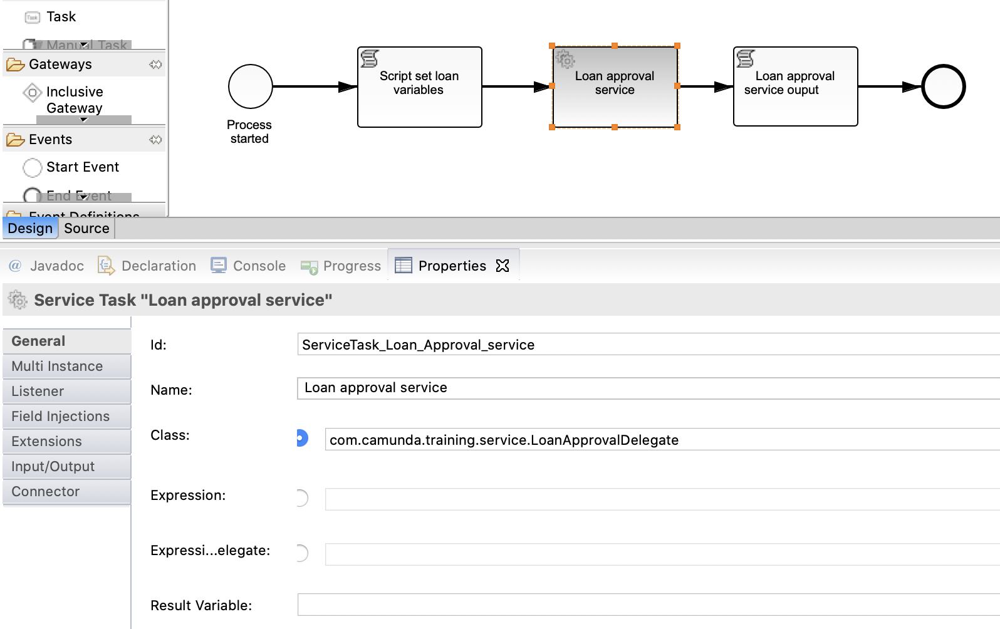 Task
Manual Task
Gateways
Inclusive
Gateway
Events
Start Event
End Event
Event Definitions
Process
started
Script set loan
variables
Loan approval
service
Loan approval
service ouput
Design
Source
@ Javadoc
Declaration
Console
Progress
Properties
Service Task "Loan approval service"
General
Multi Instance
Listener
Field Injections
Extensions
Input/Output
Connector
Id:
ServiceTask_Loan_Approval_service
Name:
Loan approval service
Class:
com.camunda.training.service.LoanApprovalDelegate
Expression:
Expressi...elegate:
Result Variable: